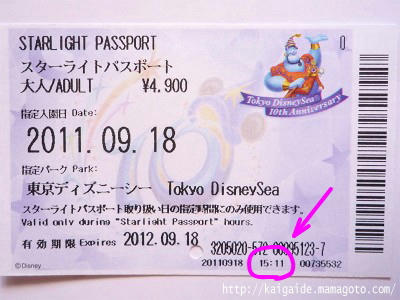 STARLIGHT PASSPORT 0
スターライトパスポート
大人/ADULT ¥4,900
Tokyo DisneySea
10th Anniversary
指定入園日 Date:
2011.09.18
指定パーク Park:
東京ディズニーシー Tokyo DisneySea
スターライトパスポート取り扱い日の指定時間にのみ使用できます。
Valid only during "Starlight Passport" hours.
有効期限 Expires 2012.09.18
3205020-572-00095123-7
©Disney 20110918 15:11 00735532
http://kaigaide.mamagoto.com/